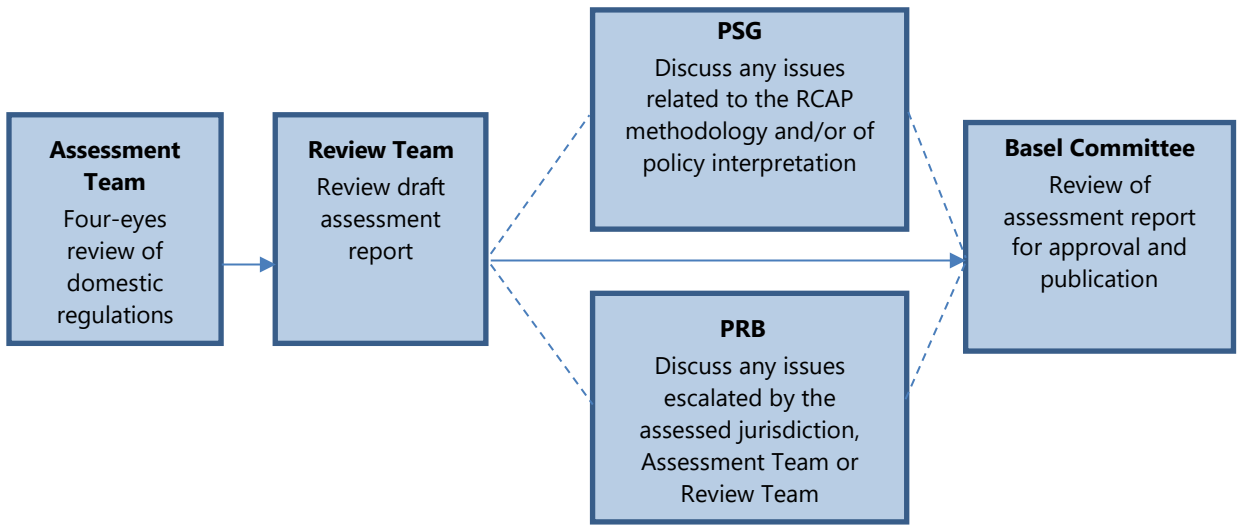 Assessment
Team
Four-eyes
review of
domestic
regulations
Review Team
Review draft
assessment
report
PSG
Discuss any issues
related to the RCAP
methodology and/or of
policy interpretation
PRB
Discuss any issues
escalated by the
assessed jurisdiction,
Assessment Team or
Review Team
Basel Committee
Review of
assessment report
for approval and
publication